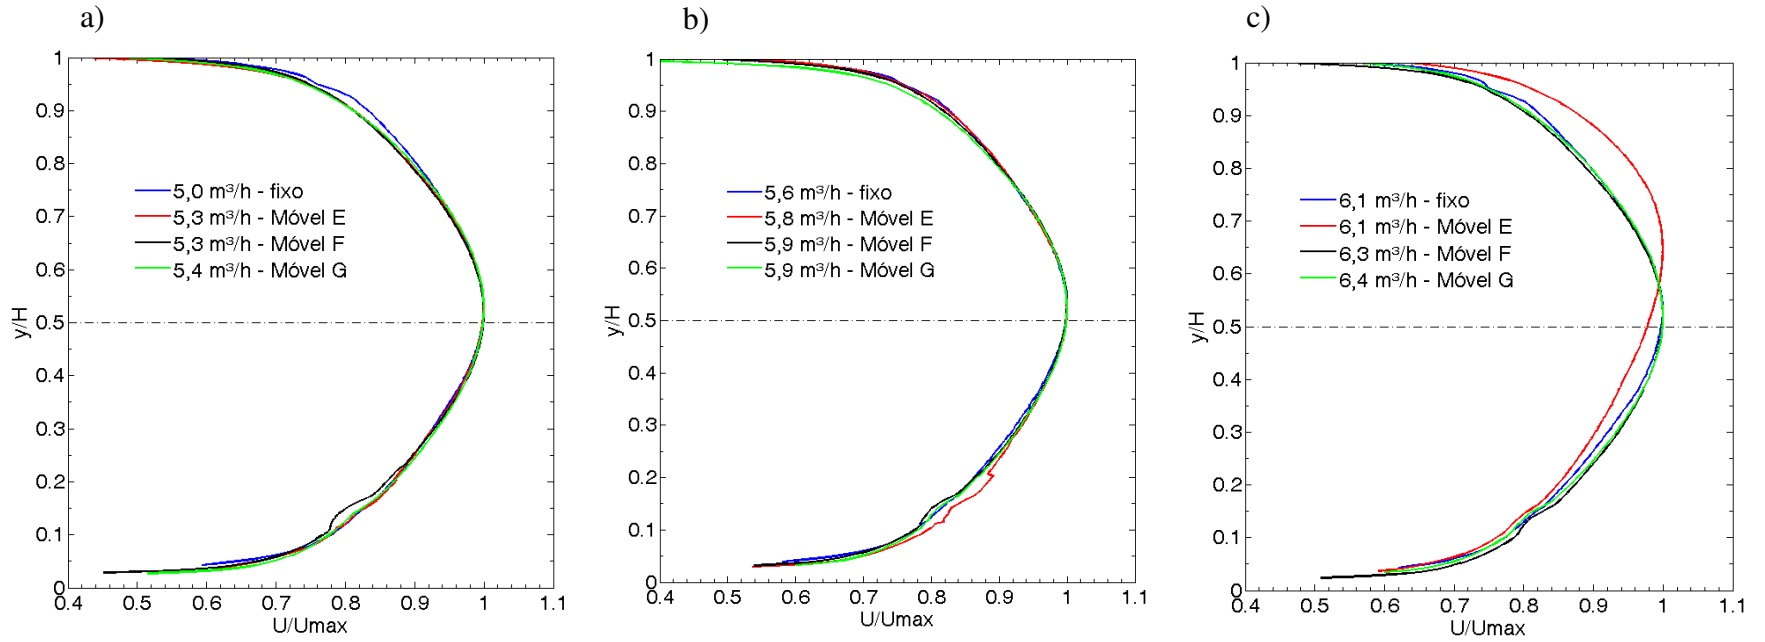 a)
1
0.9
0.8
0.7
0.6
0.5
0.4
0.3
0.2
0.1
0
y/H
5,0 m³/h - fixo
5,3 m³/h - Móvel E
5,3 m³/h - Móvel F
5,4 m³/h - Móvel G
0.4 0.5 0.6 0.7 0.8 0.9 1 1.1
U/Umax
b)
1
0.9
0.8
0.7
0.6
0.5
0.4
0.3
0.2
0.1
0
y/H
5,6 m³/h - fixo
5,8 m³/h - Móvel E
5,9 m³/h - Móvel F
5,9 m³/h - Móvel G
0.4 0.5 0.6 0.7 0.8 0.9 1 1.1
U/Umax
c)
1
0.9
0.8
0.7
0.6
0.5
0.4
0.3
0.2
0.1
0
y/H
6,1 m³/h - fixo
6,1 m³/h - Móvel E
6,3 m³/h - Móvel F
6,4 m³/h - Móvel G
0.4 0.5 0.6 0.7 0.8 0.9 1 1.1
U/Umax